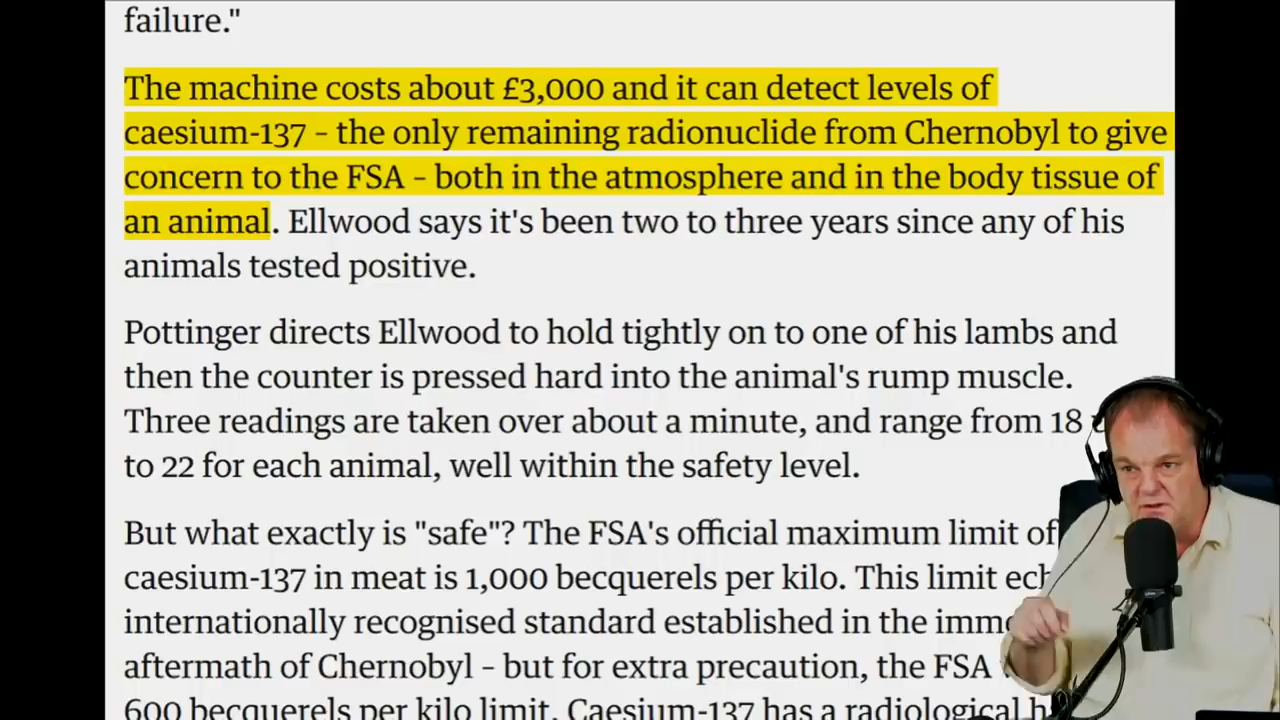 failure."
The machine costs about £3,000 and it can detect levels of
caesium-137 – the only remaining radionuclide from Chernobyl to give
concern to the FSA – both in the atmosphere and in the body tissue of
an animal. Ellwood says it's been two to three years since any of his
animals tested positive.
Pottinger directs Ellwood to hold tightly on to one of his lambs and
then the counter is pressed hard into the animal's rump muscle.
Three readings are taken over about a minute, and range from 18
to 22 for each animal, well within the safety level.
But what exactly is "safe"? The FSA's official maximum limit of
caesium-137 in meat is 1,000 becquerels per kilo. This limit
internationally recognised standard established in the
aftermath of Chernobyl – but for extra precaution, the FSA
600 becquerels per kilo limit. Caesium-137 has a radiological